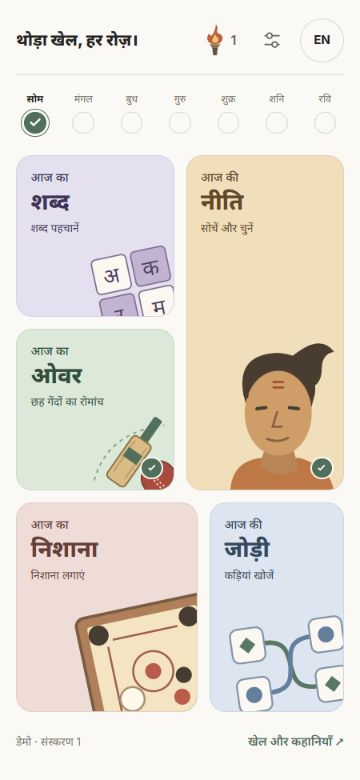 थोड़ा खेल, हर रोज़।
1
EN
सोम मंगल बुध गुरु शुक्र शनि रवि
आज का
शब्द
शब्द पहचानें
अ क
म
आज की
नीति
सोचें और चुनें
आज का
ओवर
छह गेंदों का रोमांच
आज का
निशाना
निशाना लगाएं
आज की
जोड़ी
कड़ियां खोजें
डेमो · संस्करण 1
खेल और कहानियाँ ↗